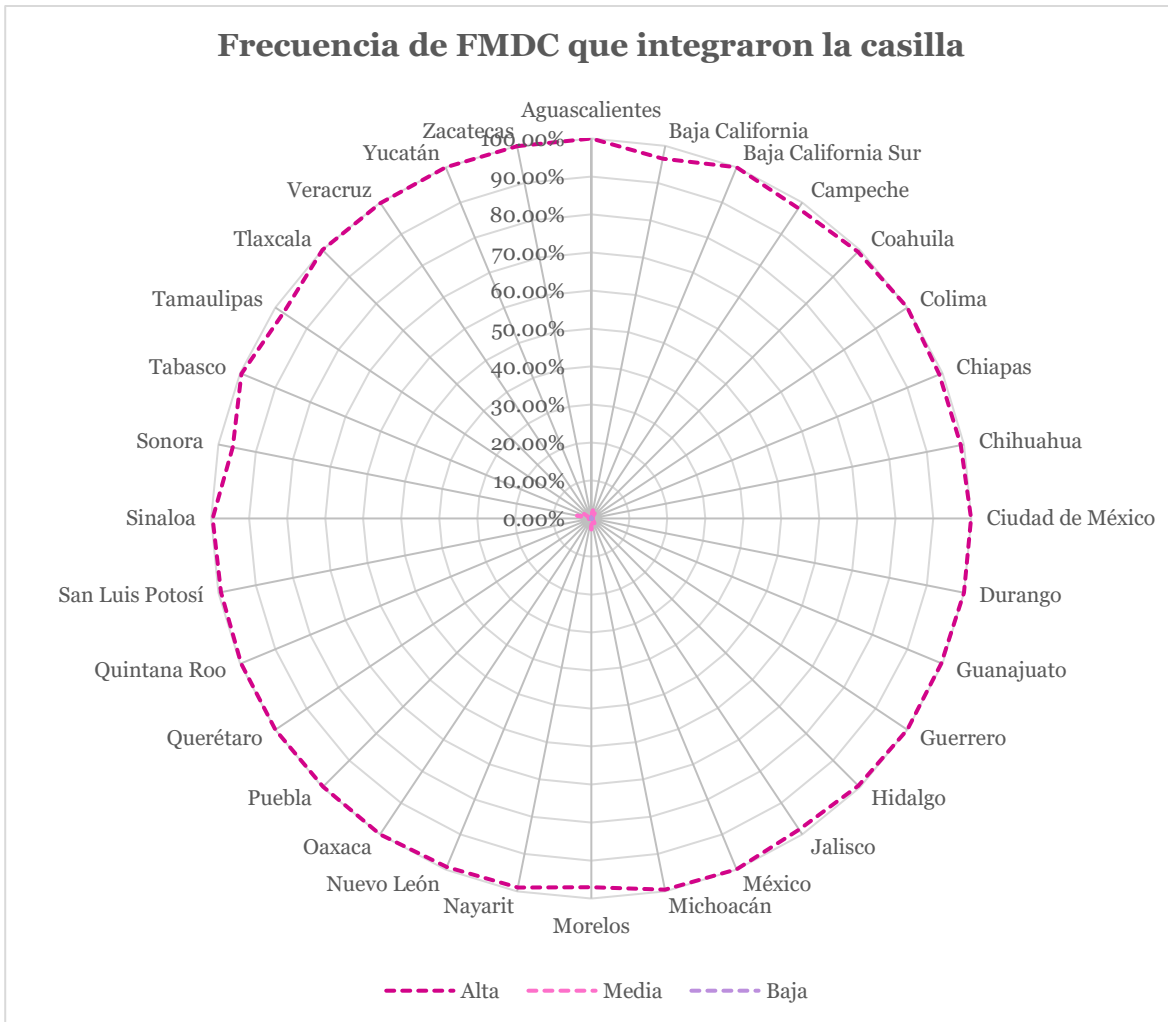 Frecuencia de FMDC que integraron la casilla
Aguascalientes
Baja California
Baja California Sur
Campeche
Coahuila
Colima
Chiapas
Chihuahua
Ciudad de México
Durango
Guanajuato
Guerrero
Hidalgo
Jalisco
México
Michoacán
Morelos
Nayarit
Nuevo León
Oaxaca
Puebla
Querétaro
Quintana Roo
San Luis Potosí
Sinaloa
Sonora
Tabasco
Tamaulipas
Tlaxcala
Veracruz
Yucatán
Zacatecas
100.00%
90.00%
80.00%
70.00%
60.00%
50.00%
40.00%
30.00%
20.00%
10.00%
0.00%
Alta Media Baja